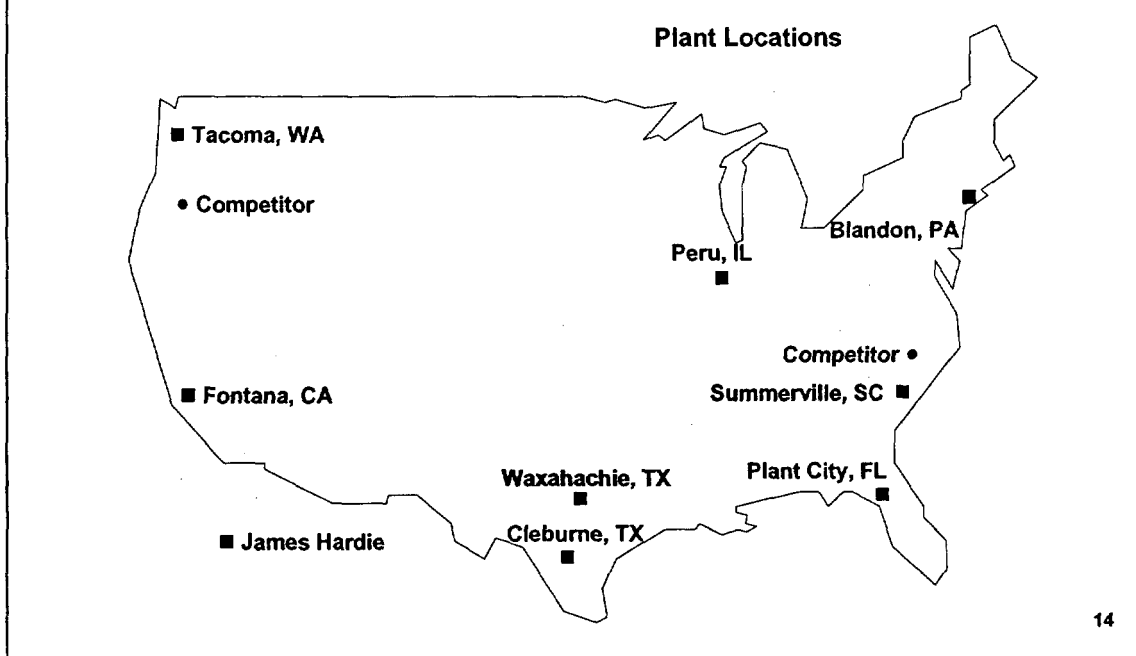 Plant Locations
Tacoma, WA
Competitor
Blandon, PA
Peru, IL
Competitor
Fontana, CA
Summerville, SC
Plant City, FL
Waxahachie, TX
Cleburne, TX
James Hardie
14